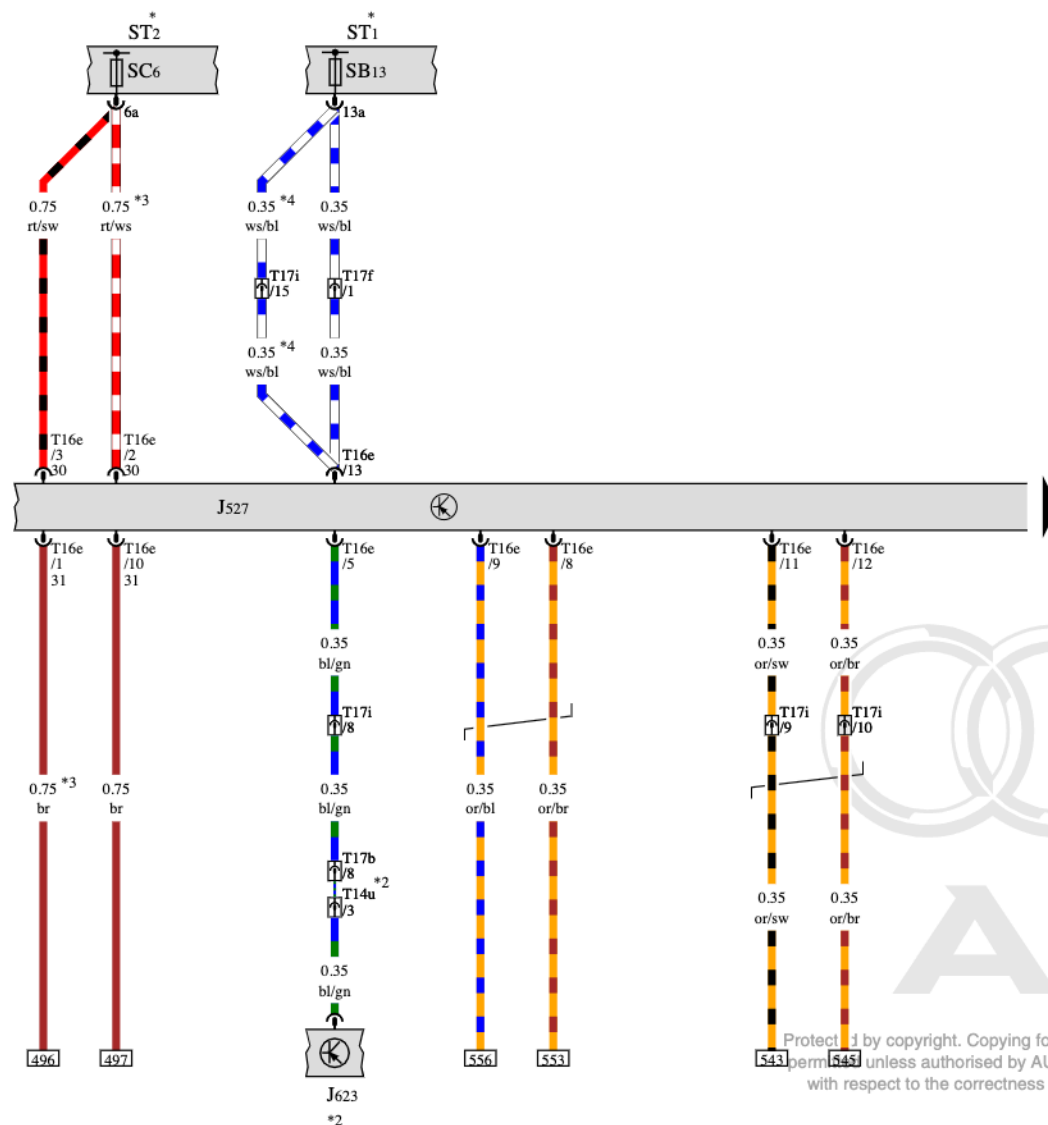 *
*
ST2
ST1
SC6
SB13
6a
13a
0.75
0.75 *3
0.35 *4
0.35
rt/sw
rt/ws
ws/bl
ws/bl
T17i
/15
T17f
/1
0.35 *4
0.35
ws/bl
ws/bl
T16e
/3
30
T16e
/2
30
T16e
/13
J527
T16e
/1
31
T16e
/10
31
T16e
/5
T16e
/9
T16e
/8
T16e
/11
T16e
/12
0.35
bl/gn
0.35
or/sw
0.35
or/br
T17i
/8
T17i
/9
T17i
/10
0.75 *3
br
0.75
br
0.35
bl/gn
0.35
or/bl
0.35
or/br
T17b
/8
*2
T14u
/3
0.35
or/sw
0.35
or/br
0.35
bl/gn
496
497
556
553
543
545
J623
*2
Protected by copyright. Copying fo
permitted unless authorised by AU
with respect to the correctness